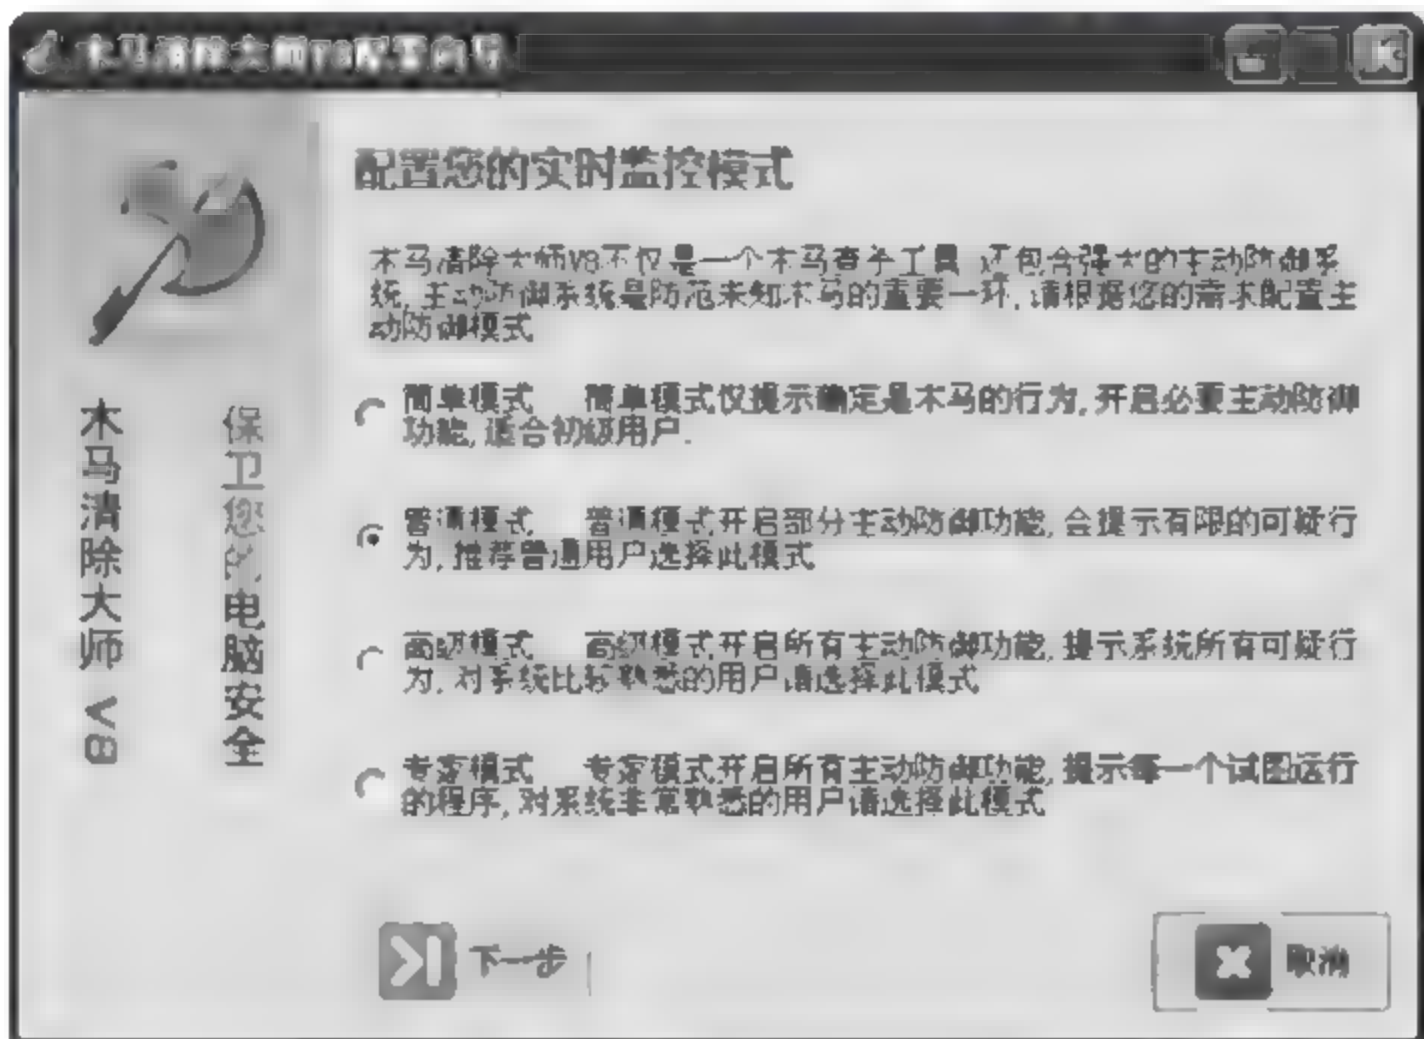 木马清除大师V8配置向导
配置您的实时监控模式
木马清除大师V8不仅是一个木马查杀工具,还包含强大的主动防御系
统,主动防御系统是防范未知木马的重要一环,请根据您的需求配置主
动防御模式
简单模式 简单模式仅提示确定是木马的行为,开启必要主动防御
功能,适合初级用户.
普通模式 普通模式开启部分主动防御功能,会提示有限的可疑行
为,推荐普通用户选择此模式
高级模式 高级模式开启所有主动防御功能,提示系统所有可疑行
为,对系统比较熟悉的用户请选择此模式
专家模式 专家模式开启所有主动防御功能,提示每一个试图运行
的程序,对系统非常熟悉的用户请选择此模式
木马清除大师 V8
保卫您的电脑安全
下一步
取消